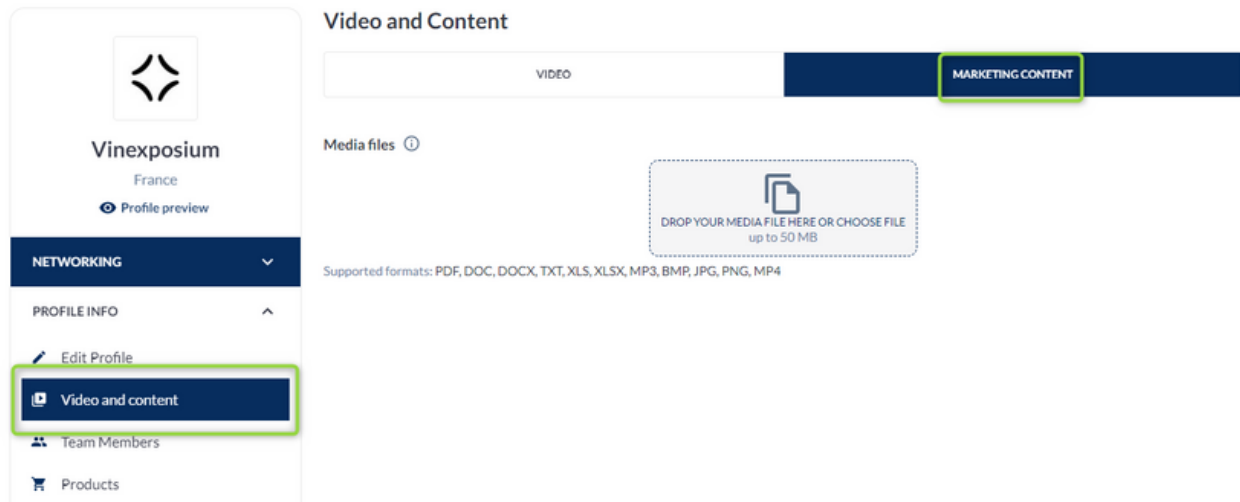 Video and Content
VIDEO
MARKETING CONTENT
Vinexposium
France
Profile preview
NETWORKING
PROFILE INFO
Edit Profile
Video and content
Team Members
Products
Media files
DROP YOUR MEDIA FILE HERE OR CHOOSE FILE
up to 50 MB
Supported formats: PDF, DOC, DOCX, TXT, XLS, XLSX, MP3, BMP, JPG, PNG, MP4